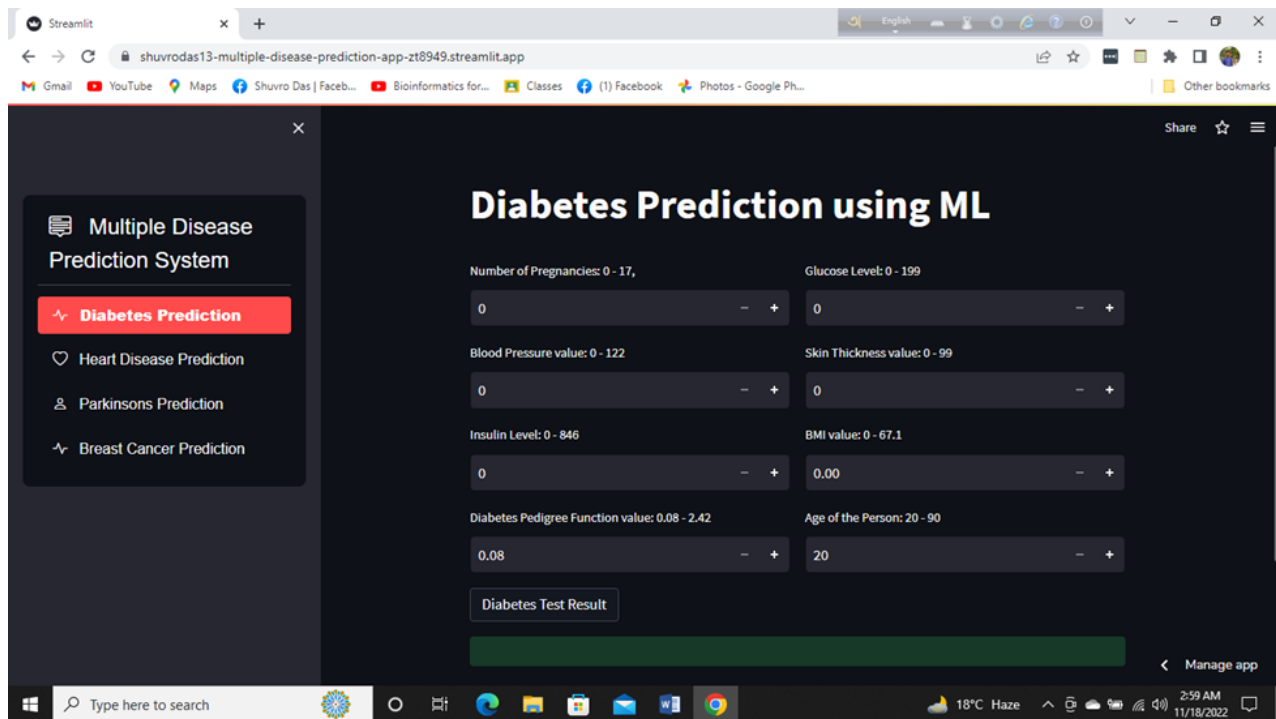 Streamlit
অ English
shuvrodas13-multiple-disease-prediction-app-zt8949.streamlit.app
Gmail YouTube Maps Shuvro Das | Faceb... Bioinformatics for... Classes (1) Facebook Photos - Google Ph... Other bookmarks
Share
Multiple Disease
Prediction System
Diabetes Prediction
Heart Disease Prediction
Parkinsons Prediction
Breast Cancer Prediction
Diabetes Prediction using ML
Number of Pregnancies: 0 - 17, Glucose Level: 0 - 199
0 − + 0 − +
Blood Pressure value: 0 - 122 Skin Thickness value: 0 - 99
0 − + 0 − +
Insulin Level: 0 - 846 BMI value: 0 - 67.1
0 − + 0.00 − +
Diabetes Pedigree Function value: 0.08 - 2.42 Age of the Person: 20 - 90
0.08 − + 20 − +
Diabetes Test Result
Manage app
Type here to search 18°C Haze 2:59 AM
11/18/2022